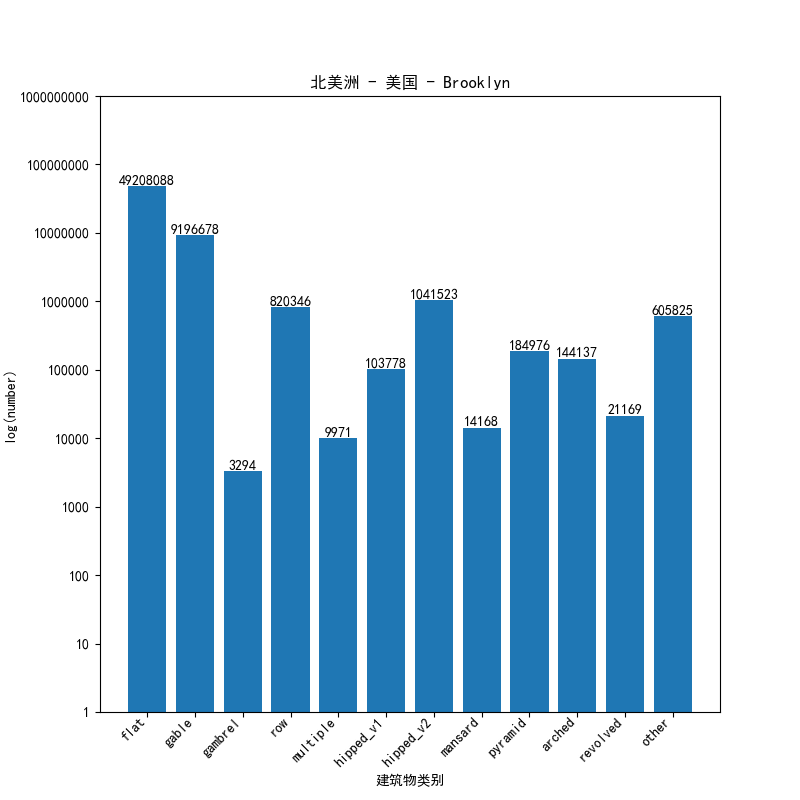 北美洲 - 美国 - Brooklyn
log(number)
1000000000
100000000
10000000
1000000
100000
10000
1000
100
10
1
49208088
9196678
3294
820346
9971
103778
1041523
14168
184976
144137
21169
605825
flat
gable
gambrel
row
multiple
hipped_v1
hipped_v2
mansard
pyramid
arched
revolved
other
建筑物类别